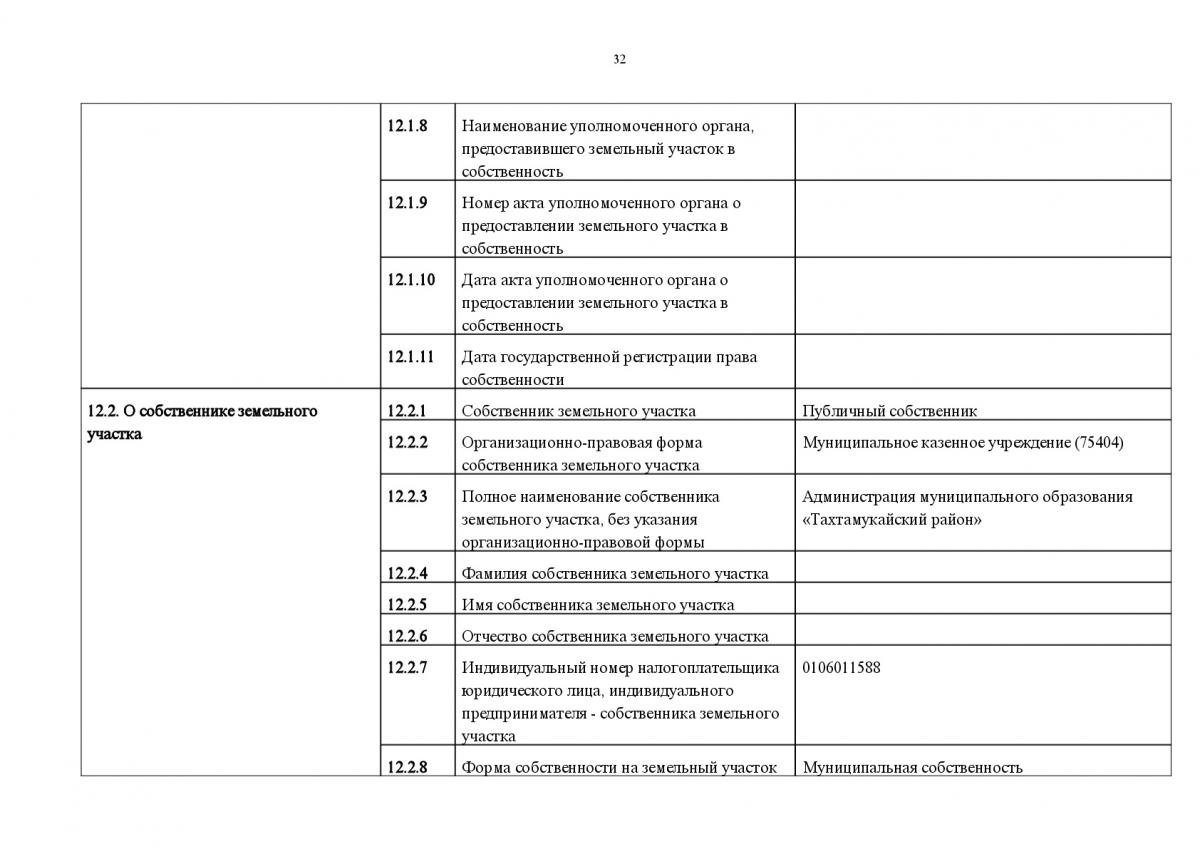 32
12.1.8 Наименование уполномоченного органа,
предоставившего земельный участок в
собственность
12.1.9 Номер акта уполномоченного органа о
предоставлении земельного участка в
собственность
12.1.10 Дата акта уполномоченного органа о
предоставлении земельного участка в
собственность
12.1.11 Дата государственной регистрации права
собственности
12.2. О собственнике земельного
участка
12.2.1 Собственник земельного участка Публичный собственник
12.2.2 Организационно-правовая форма Муниципальное казенное учреждение (75404)
собственника земельного участка
12.2.3 Полное наименование собственника Администрация муниципального образования
земельного участка, без указания «Тахтамукайский район»
организационно-правовой формы
12.2.4 Фамилия собственника земельного участка
12.2.5 Имя собственника земельного участка
12.2.6 Отчество собственника земельного участка
12.2.7 Индивидуальный номер налогоплательщика 0106011588
юридического лица, индивидуального
предпринимателя - собственника земельного
участка
12.2.8 Форма собственности на земельный участок Муниципальная собственность